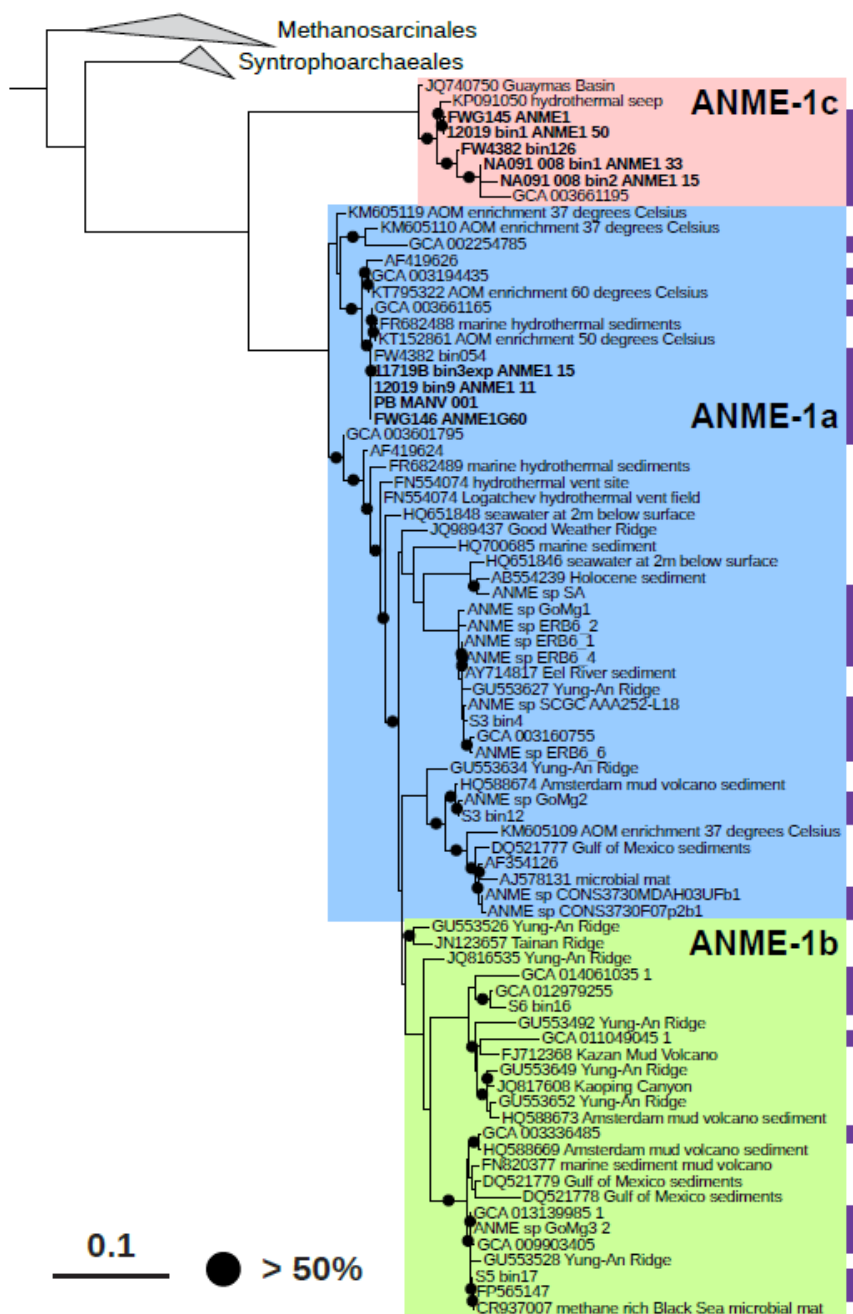 Methanosarcinales
Syntrophoarchaeales
JQ740750 Guaymas Basin
ANME-1c
KP091050 hydrothermal seep
FWG145 ANME1
12019 bin1 ANME1 50
FW4382 bin126
NA091 008 bin1 ANME1 33
NA091 008 bin2 ANME1 15
GCA 003661195
KM605119 AOM enrichment 37 degrees Celsius
KM605110 AOM enrichment 37 degrees Celsius
GCA 002254785
AF419626
GCA 003194435
KT795322 AOM enrichment 60 degrees Celsius
GCA 003661165
FR682488 marine hydrothermal sediments
KT152861 AOM enrichment 50 degrees Celsius
FW4382 bin054
11719B bin3exp ANME1 15
12019 bin9 ANME1 11
PB MANV 001
FWG146 ANME1G60
ANME-1a
GCA 003601795
AF419624
FR682489 marine hydrothermal sediments
FN554074 hydrothermal vent site
FN554074 Logatchev hydrothermal vent field
HQ651848 seawater at 2m below surface
JQ989437 Good Weather Ridge
HQ700685 marine sediment
HQ651846 seawater at 2m below surface
AB554239 Holocene sediment
ANME sp SA
ANME sp GoMg1
ANME sp ERB6_2
ANME sp ERB6_1
ANME sp ERB6_4
AY714817 Eel River sediment
GU553627 Yung-An Ridge
ANME sp SCGC AAA252-L18
S3 bin4
GCA 003160755
ANME sp ERB6_6
GU553634 Yung-An Ridge
HQ588674 Amsterdam mud volcano sediment
ANME sp GoMg2
S3 bin12
KM605109 AOM enrichment 37 degrees Celsius
DQ521777 Gulf of Mexico sediments
AF354126
AJ578131 microbial mat
ANME sp CONS3730MDAH03UFb1
ANME sp CONS3730F07p2b1
GU553526 Yung-An Ridge
ANME-1b
JN123657 Tainan Ridge
JQ816535 Yung-An Ridge
GCA 014061035 1
GCA 012979255
S6 bin16
GU553492 Yung-An Ridge
GCA 011049045 1
FJ712368 Kazan Mud Volcano
GU553649 Yung-An Ridge
JQ817608 Kaoping Canyon
GU553652 Yung-An Ridge
HQ588673 Amsterdam mud volcano sediment
GCA 003336485
HQ588669 Amsterdam mud volcano sediment
FN820377 marine sediment mud volcano
DQ521779 Gulf of Mexico sediments
DQ521778 Gulf of Mexico sediments
GCA 013139985 1
ANME sp GoMg3 2
GCA 009903405
GU553528 Yung-An Ridge
S5 bin17
FP565147
CR937007 methane rich Black Sea microbial mat
0.1
> 50%